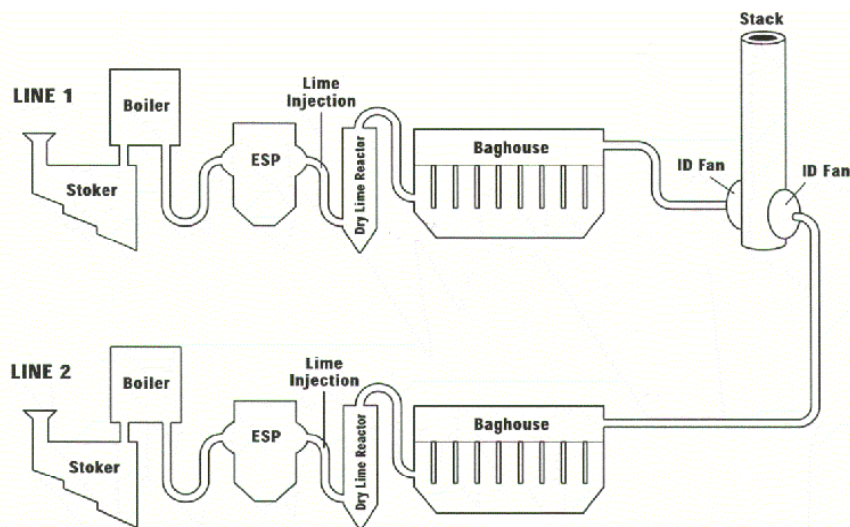 Stack
LINE 1
Boiler
Lime
Injection
Stoker
ESP
Dry Lime Reactor
Baghouse
ID Fan
ID Fan
LINE 2
Boiler
Lime
Injection
Stoker
ESP
Dry Lime Reactor
Baghouse